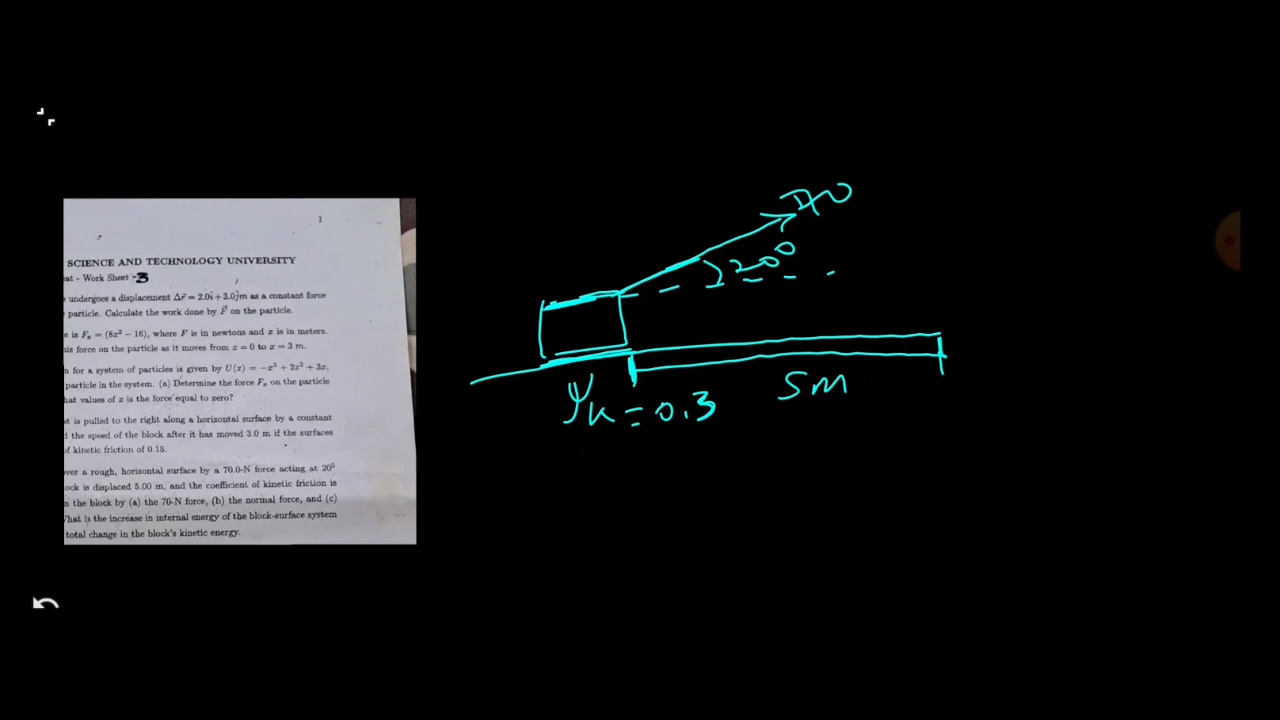 1
SCIENCE AND TECHNOLOGY UNIVERSITY
at - Work Sheet -3
undergoes a displacement Δr⃗ = 2.0î + 3.0ĵm as a constant force
particle. Calculate the work done by F⃗ on the particle.
e is Fₓ = (8x² − 16), where F is in newtons and x is in meters.
his force on the particle as it moves from x = 0 to x = 3 m.
n for a system of particles is given by U(x) = −x³ + 2x² + 3x,
particle in the system. (a) Determine the force Fₓ on the particle
hat values of x is the force equal to zero?
t is pulled to the right along a horizontal surface by a constant
d the speed of the block after it has moved 3.0 m if the surfaces
of kinetic friction of 0.15.
ver a rough, horizontal surface by a 70.0-N force acting at 20⁰
ock is displaced 5.00 m, and the coefficient of kinetic friction is
n the block by (a) the 70-N force, (b) the normal force, and (c)
What is the increase in internal energy of the block-surface system
total change in the block's kinetic energy.
70
20⁰
5m
μk = 0.3